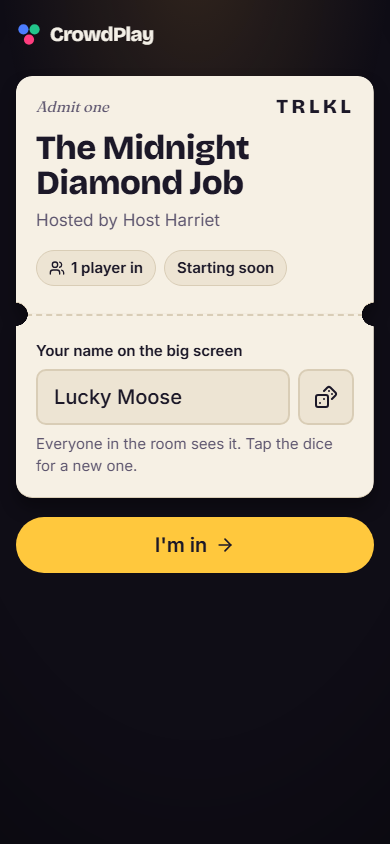 CrowdPlay
Admit one
TRLKL
The Midnight
Diamond Job
Hosted by Host Harriet
1 player in
Starting soon
Your name on the big screen
Lucky Moose
Everyone in the room sees it. Tap the dice
for a new one.
I'm in →